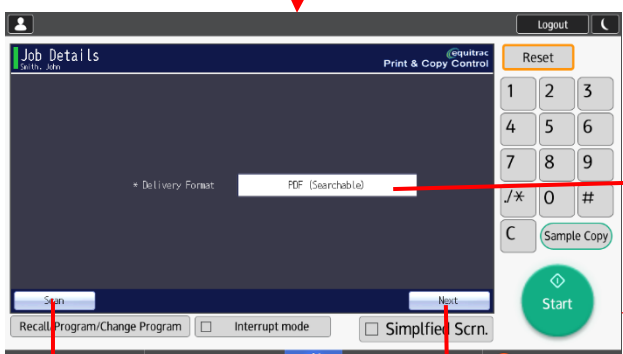 Logout
Job Details
Smith, John
equitrac
Print & Copy Control
Reset
1 2 3
4 5 6
7 8 9
./* 0 #
C Sample Copy
* Delivery Format PDF (Searchable)
Scan Next
Start
Recall/Program/Change Program Interrupt mode Simplfied Scrn.